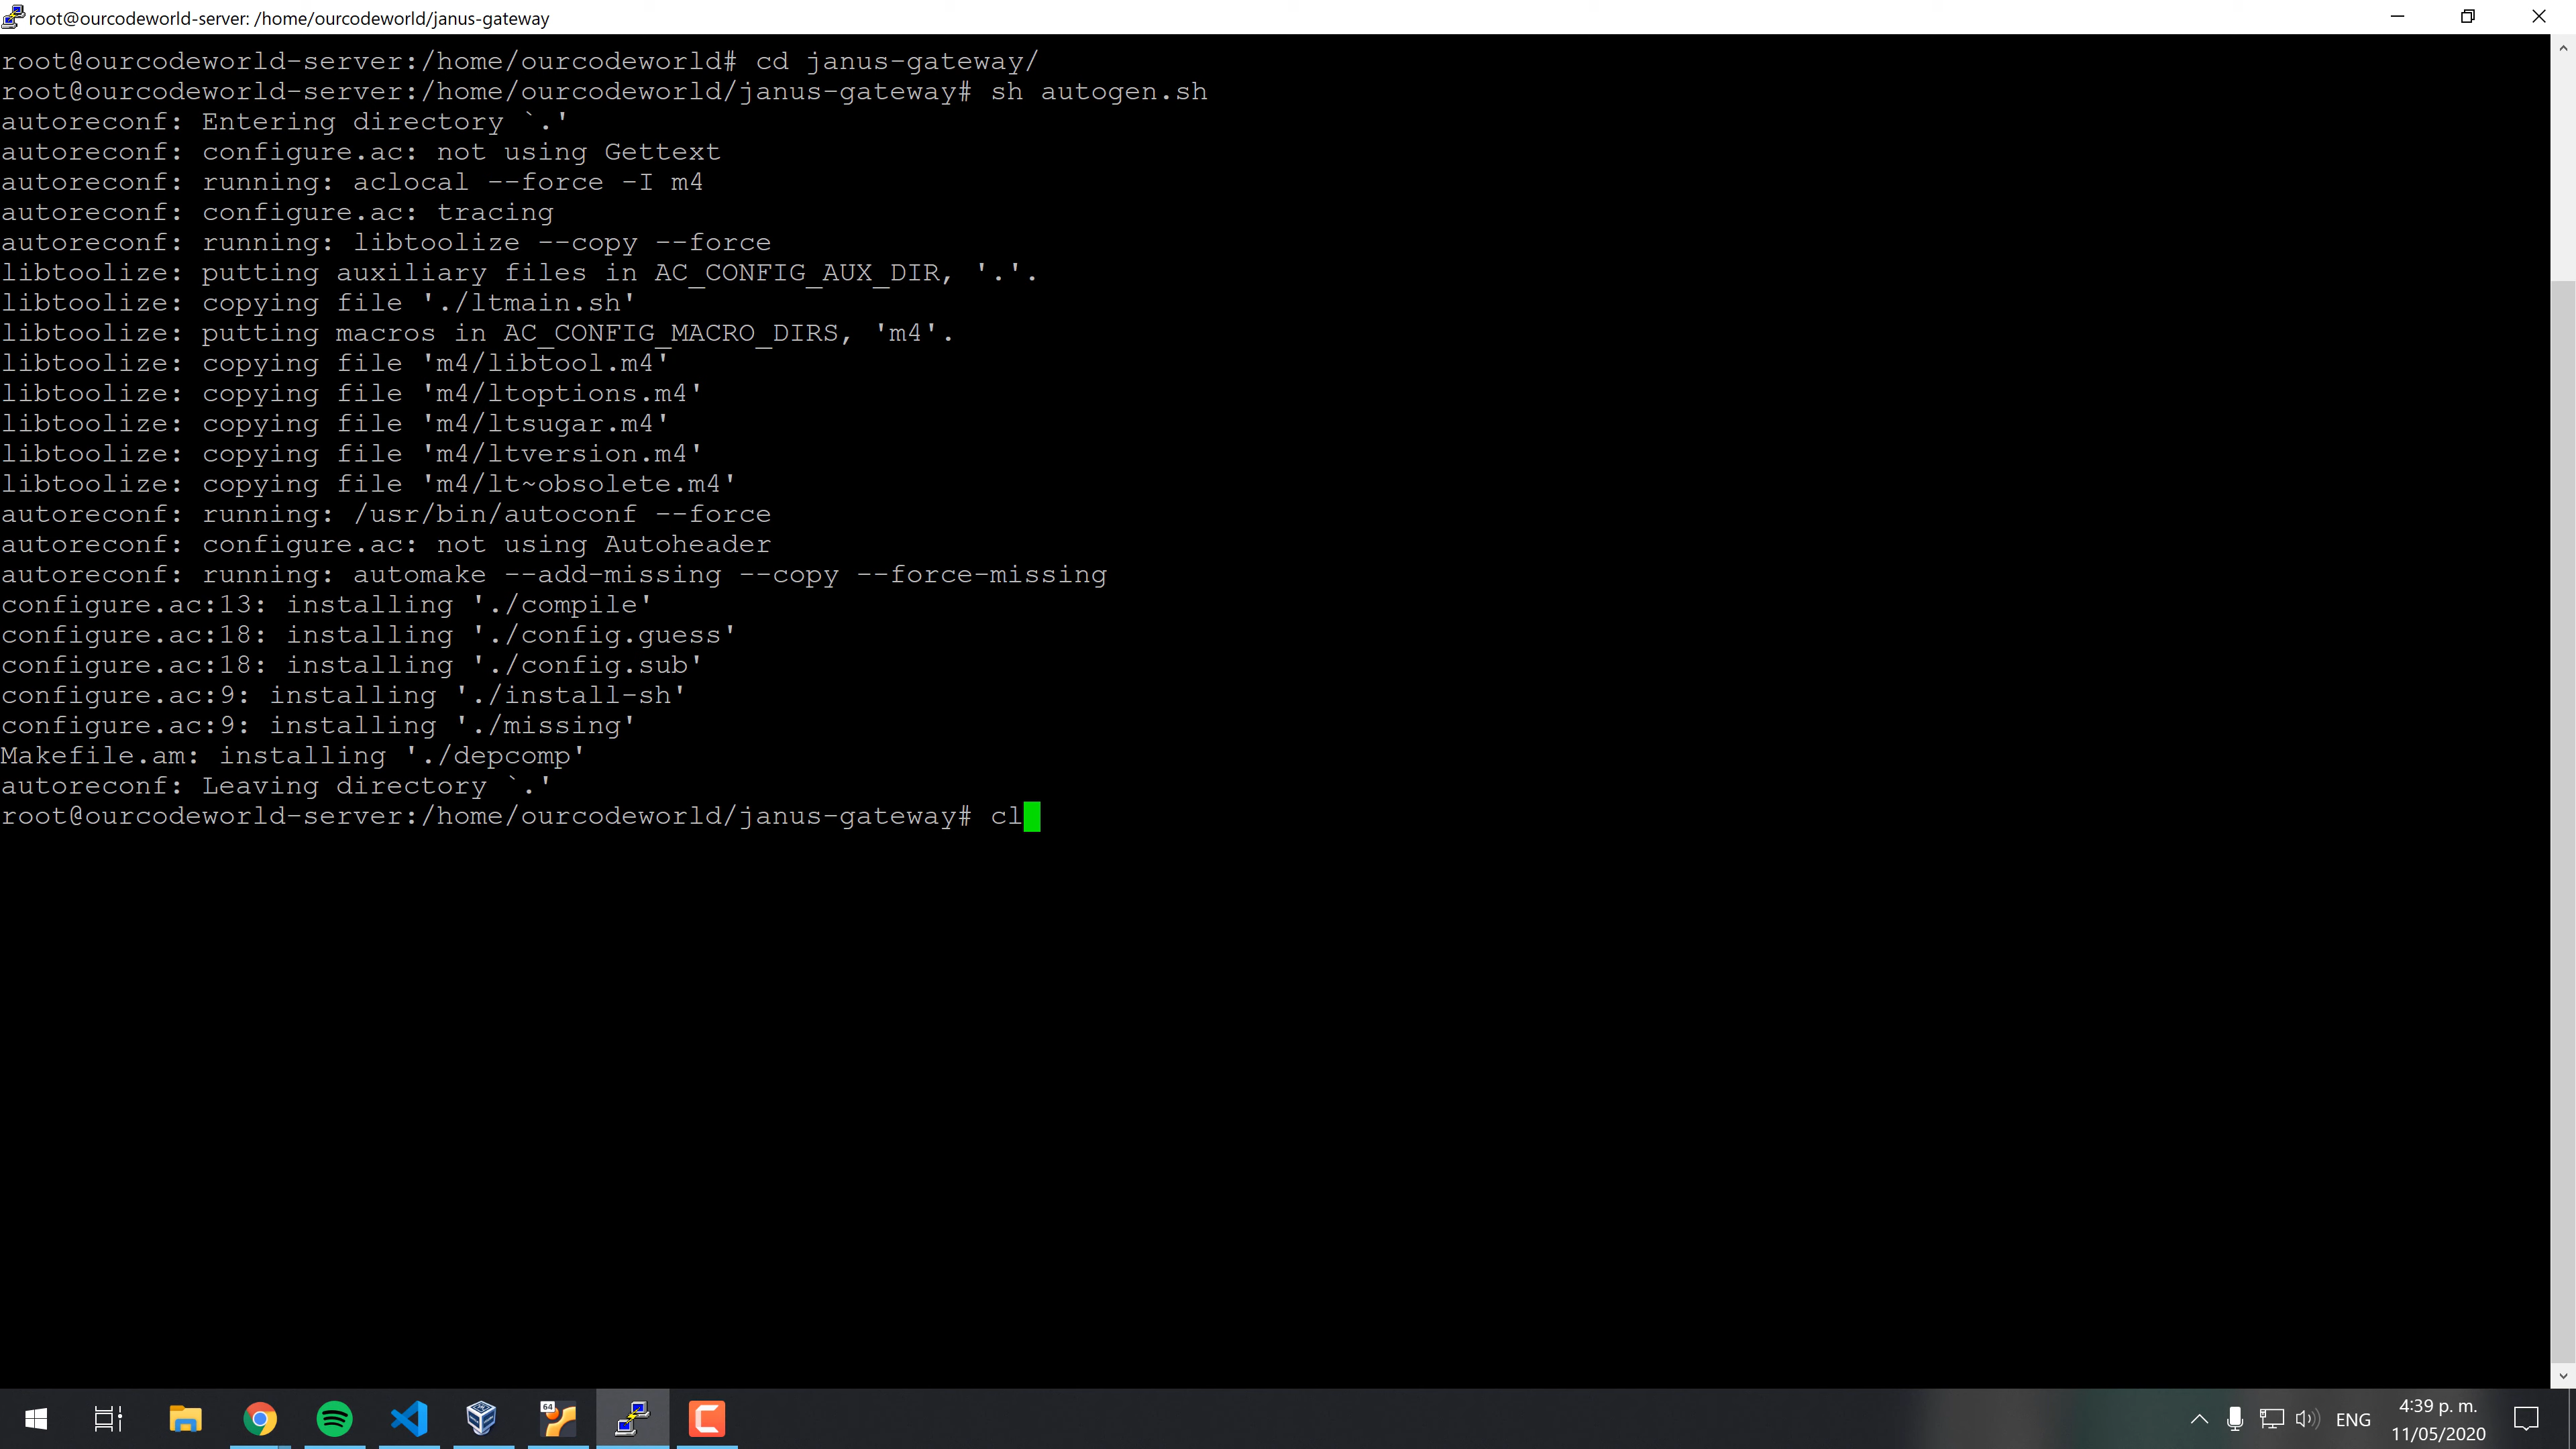 root@ourcodeworld-server: /home/ourcodeworld/janus-gateway
root@ourcodeworld-server:/home/ourcodeworld# cd janus-gateway/
root@ourcodeworld-server:/home/ourcodeworld/janus-gateway# sh autogen.sh
autoreconf: Entering directory `.'
autoreconf: configure.ac: not using Gettext
autoreconf: running: aclocal --force -I m4
autoreconf: configure.ac: tracing
autoreconf: running: libtoolize --copy --force
libtoolize: putting auxiliary files in AC_CONFIG_AUX_DIR, '.'.
libtoolize: copying file './ltmain.sh'
libtoolize: putting macros in AC_CONFIG_MACRO_DIRS, 'm4'.
libtoolize: copying file 'm4/libtool.m4'
libtoolize: copying file 'm4/ltoptions.m4'
libtoolize: copying file 'm4/ltsugar.m4'
libtoolize: copying file 'm4/ltversion.m4'
libtoolize: copying file 'm4/lt~obsolete.m4'
autoreconf: running: /usr/bin/autoconf --force
autoreconf: configure.ac: not using Autoheader
autoreconf: running: automake --add-missing --copy --force-missing
configure.ac:13: installing './compile'
configure.ac:18: installing './config.guess'
configure.ac:18: installing './config.sub'
configure.ac:9: installing './install-sh'
configure.ac:9: installing './missing'
Makefile.am: installing './depcomp'
autoreconf: Leaving directory `.'
root@ourcodeworld-server:/home/ourcodeworld/janus-gateway# cl
64
ENG
4:39 p. m.
11/05/2020